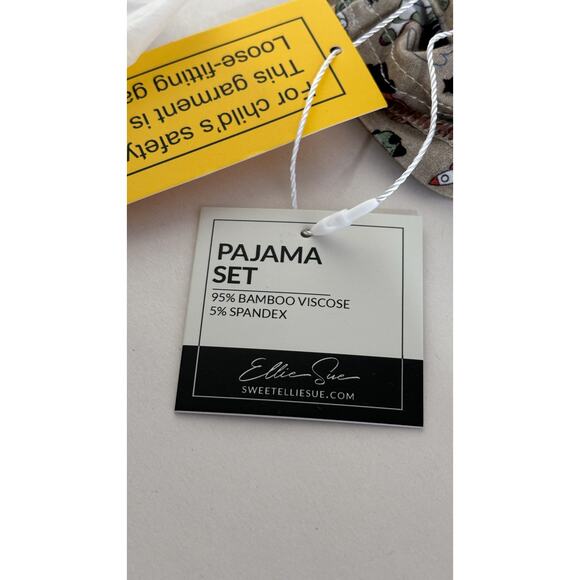 For child's safety
This garment is
Loose-fitting
PAJAMA
SET
95% BAMBOO VISCOSE
5% SPANDEX
Ellie Sue
SWEETELLIESUE.COM